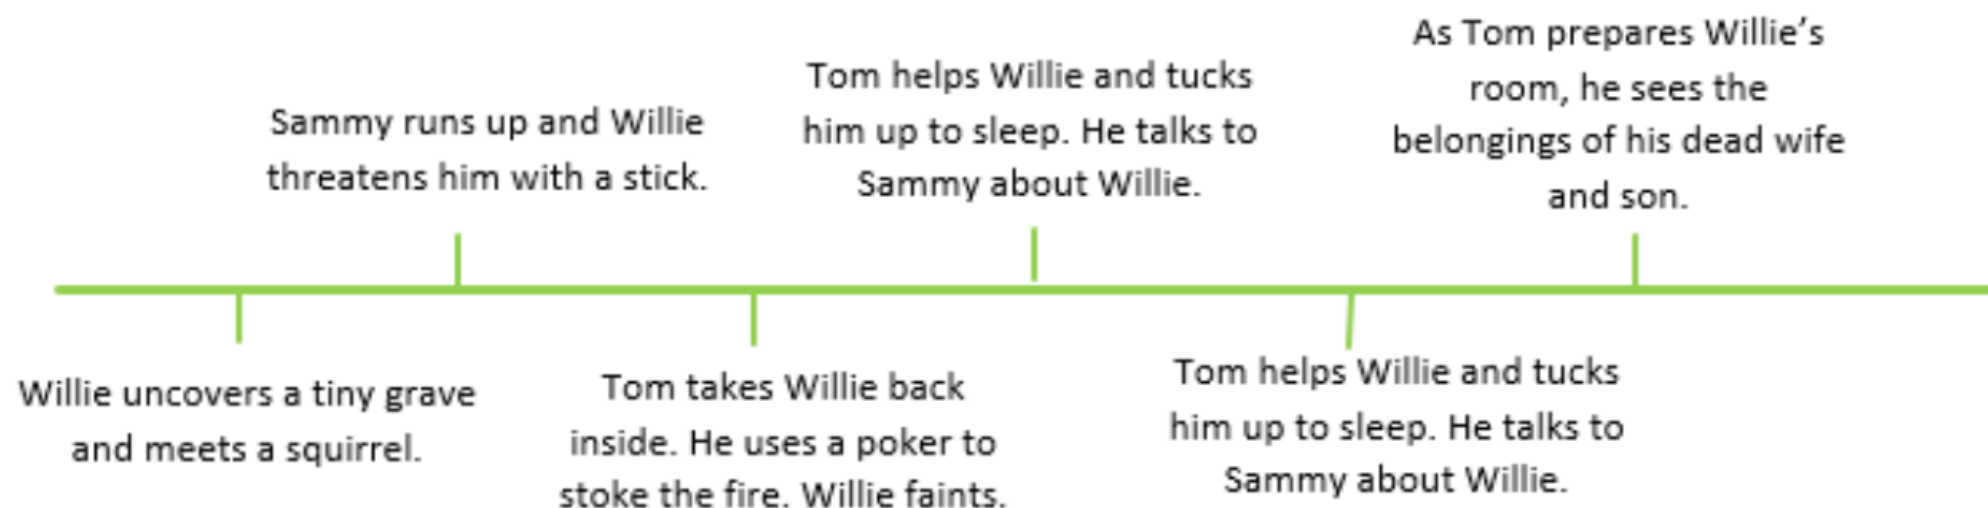 Willie uncovers a tiny grave
and meets a squirrel.
Sammy runs up and Willie
threatens him with a stick.
Tom takes Willie back
inside. He uses a poker to
stoke the fire. Willie faints.
Tom helps Willie and tucks
him up to sleep. He talks to
Sammy about Willie.
Tom helps Willie and tucks
him up to sleep. He talks to
Sammy about Willie.
As Tom prepares Willie’s
room, he sees the
belongings of his dead wife
and son.